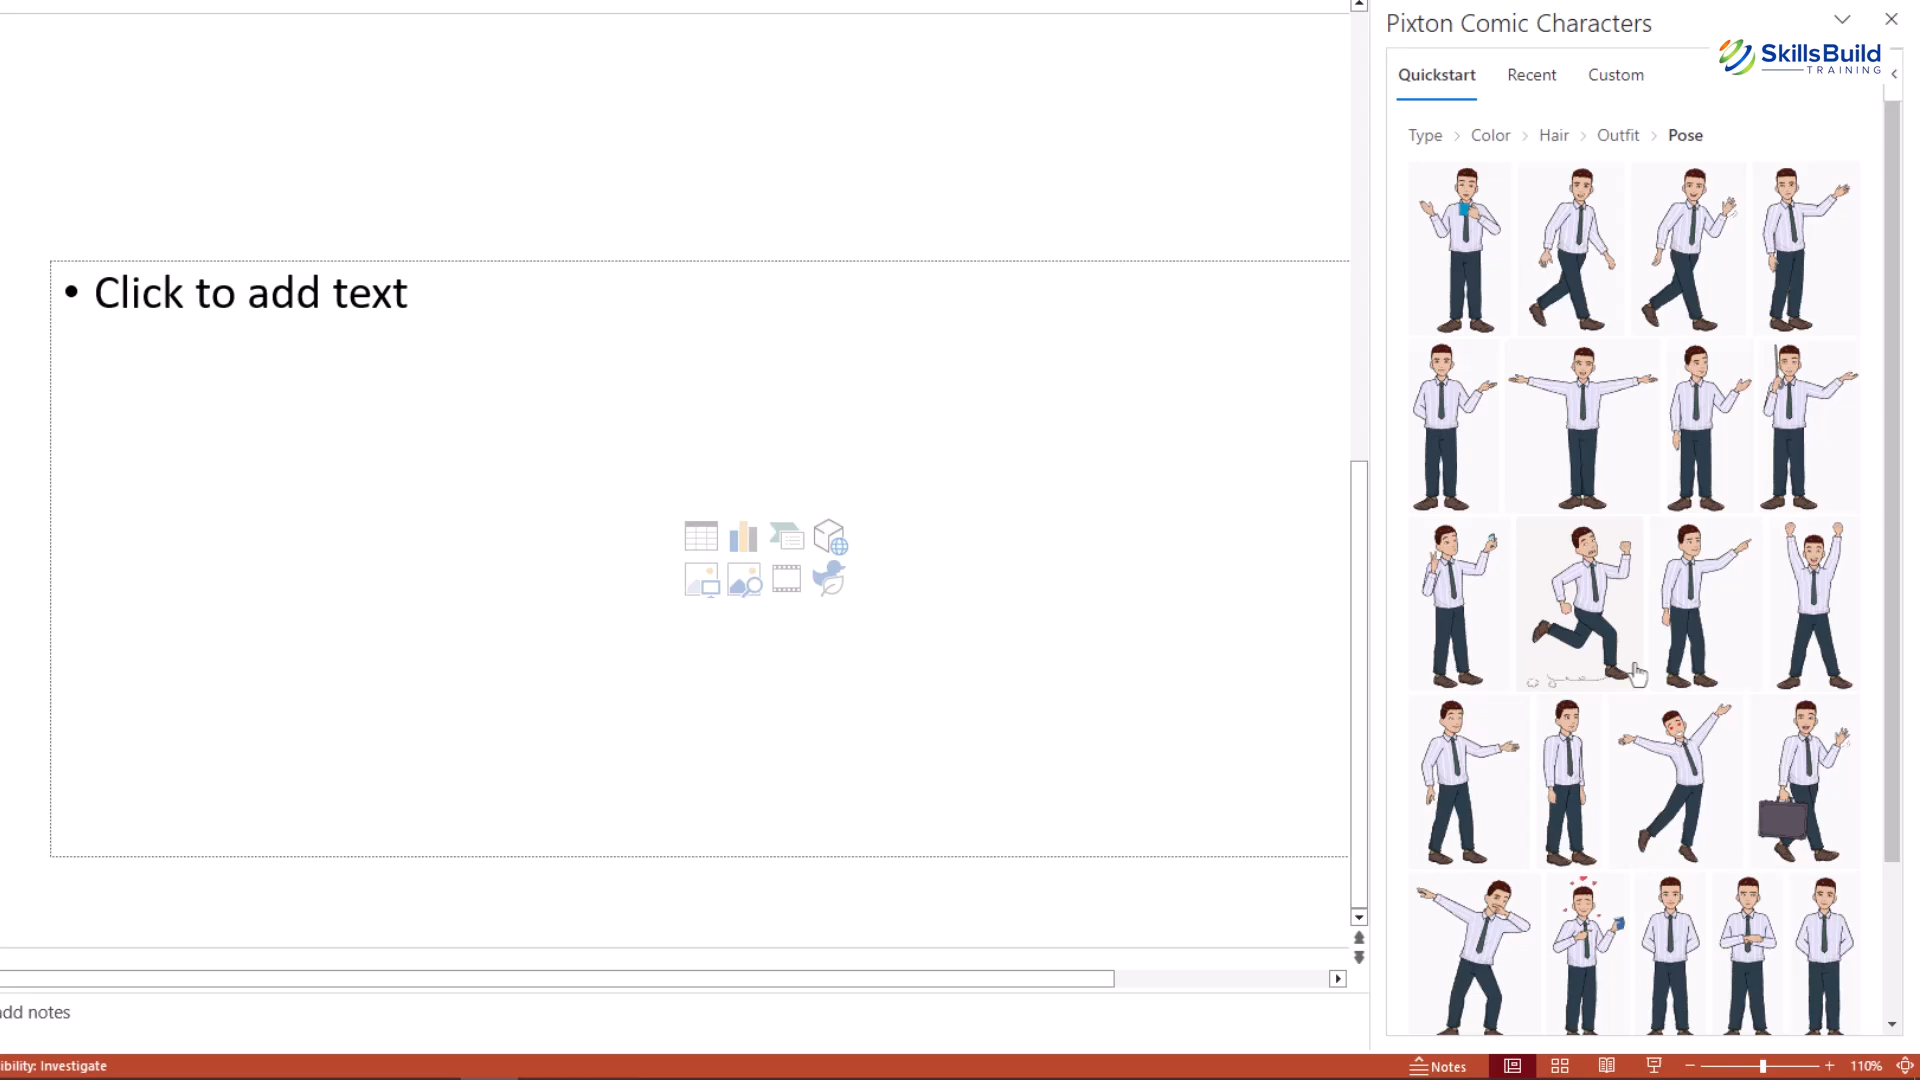 Pixton Comic Characters
SkillsBuild
TRAINING
Quickstart Recent Custom
Type > Color > Hair > Outfit > Pose
• Click to add text
add notes
ibility: Investigate
Notes
110%